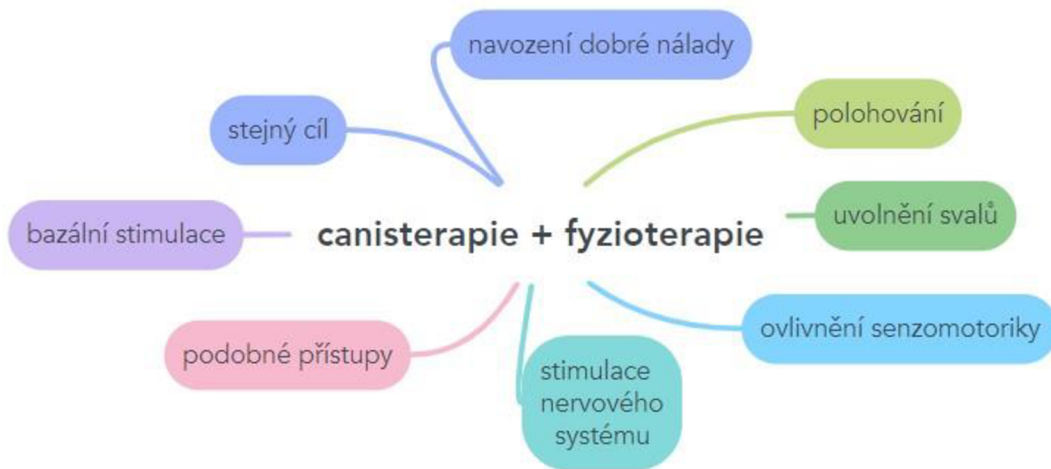 navození dobré nálady
polohování
stejný cíl
uvolnění svalů
bazální stimulace
canisterapie + fyzioterapie
ovlivnění senzomotoriky
podobné přístupy
stimulace
nervového
systému